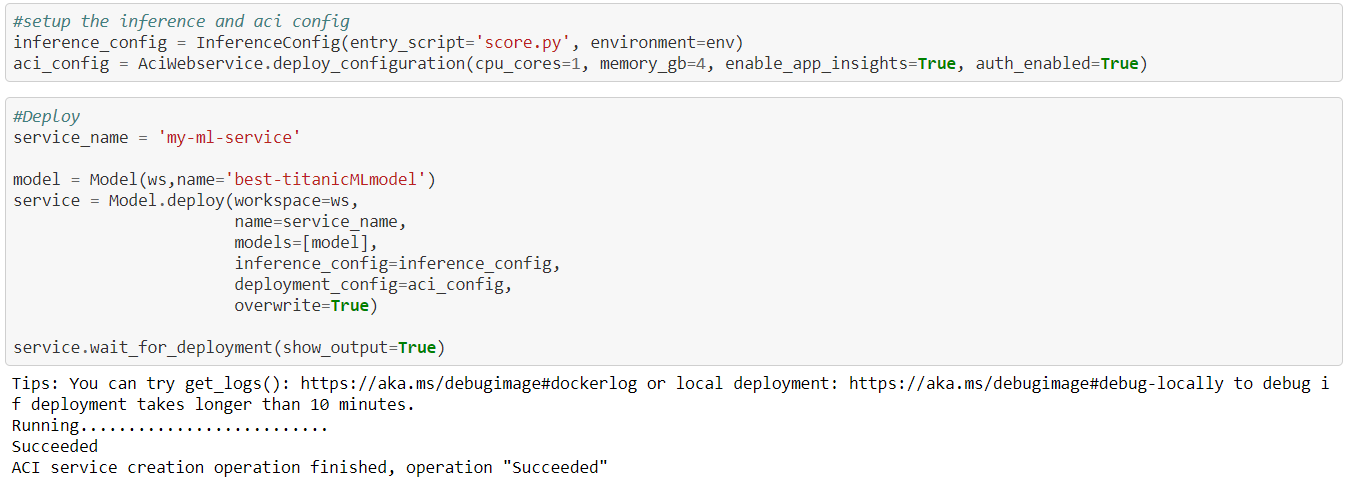 #setup the inference and aci config
inference_config = InferenceConfig(entry_script='score.py', environment=env)
aci_config = AciWebservice.deploy_configuration(cpu_cores=1, memory_gb=4, enable_app_insights=True, auth_enabled=True)
#Deploy
service_name = 'my-ml-service'
model = Model(ws,name='best-titanicMLmodel')
service = Model.deploy(workspace=ws,
                       name=service_name,
                       models=[model],
                       inference_config=inference_config,
                       deployment_config=aci_config,
                       overwrite=True)
service.wait_for_deployment(show_output=True)
Tips: You can try get_logs(): https://aka.ms/debugimage#dockerlog or local deployment: https://aka.ms/debugimage#debug-locally to debug i
f deployment takes longer than 10 minutes.
Running..........................
Succeeded
ACI service creation operation finished, operation "Succeeded"